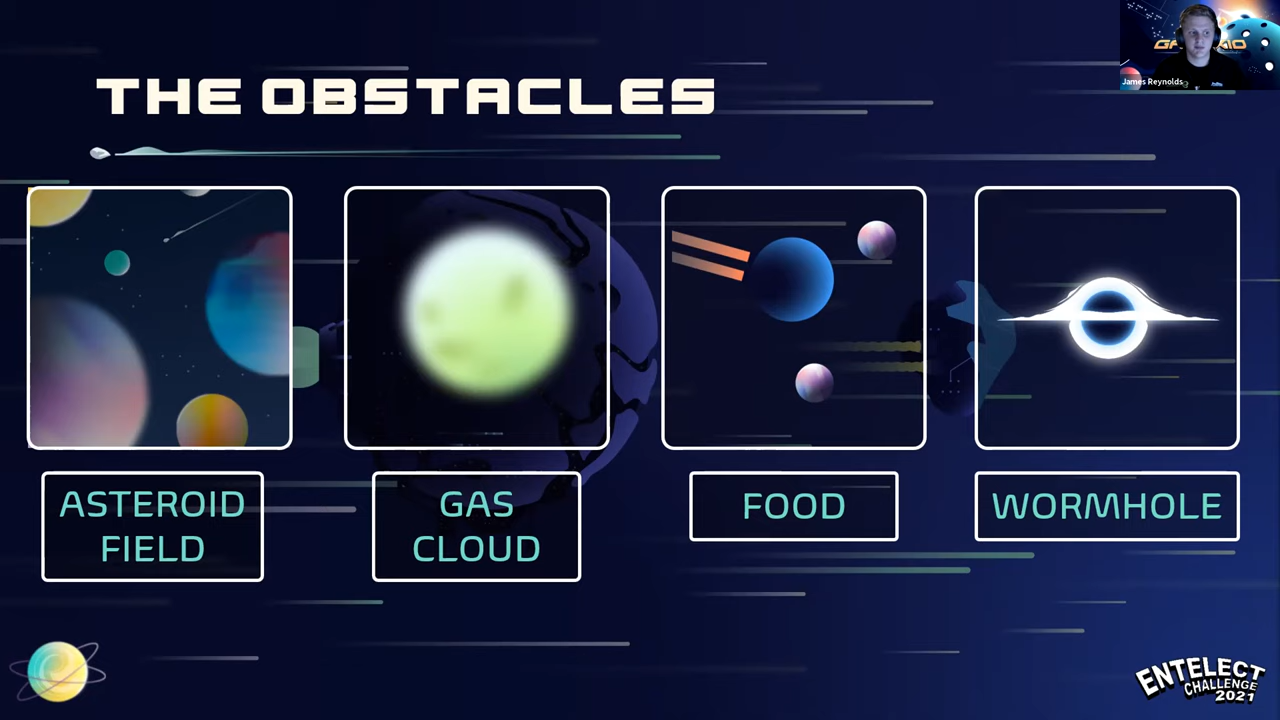 THE OBSTACLES
James Reynolds
ASTEROID
FIELD
GAS
CLOUD
FOOD
WORMHOLE
ENTELECT
CHALLENGE
2021